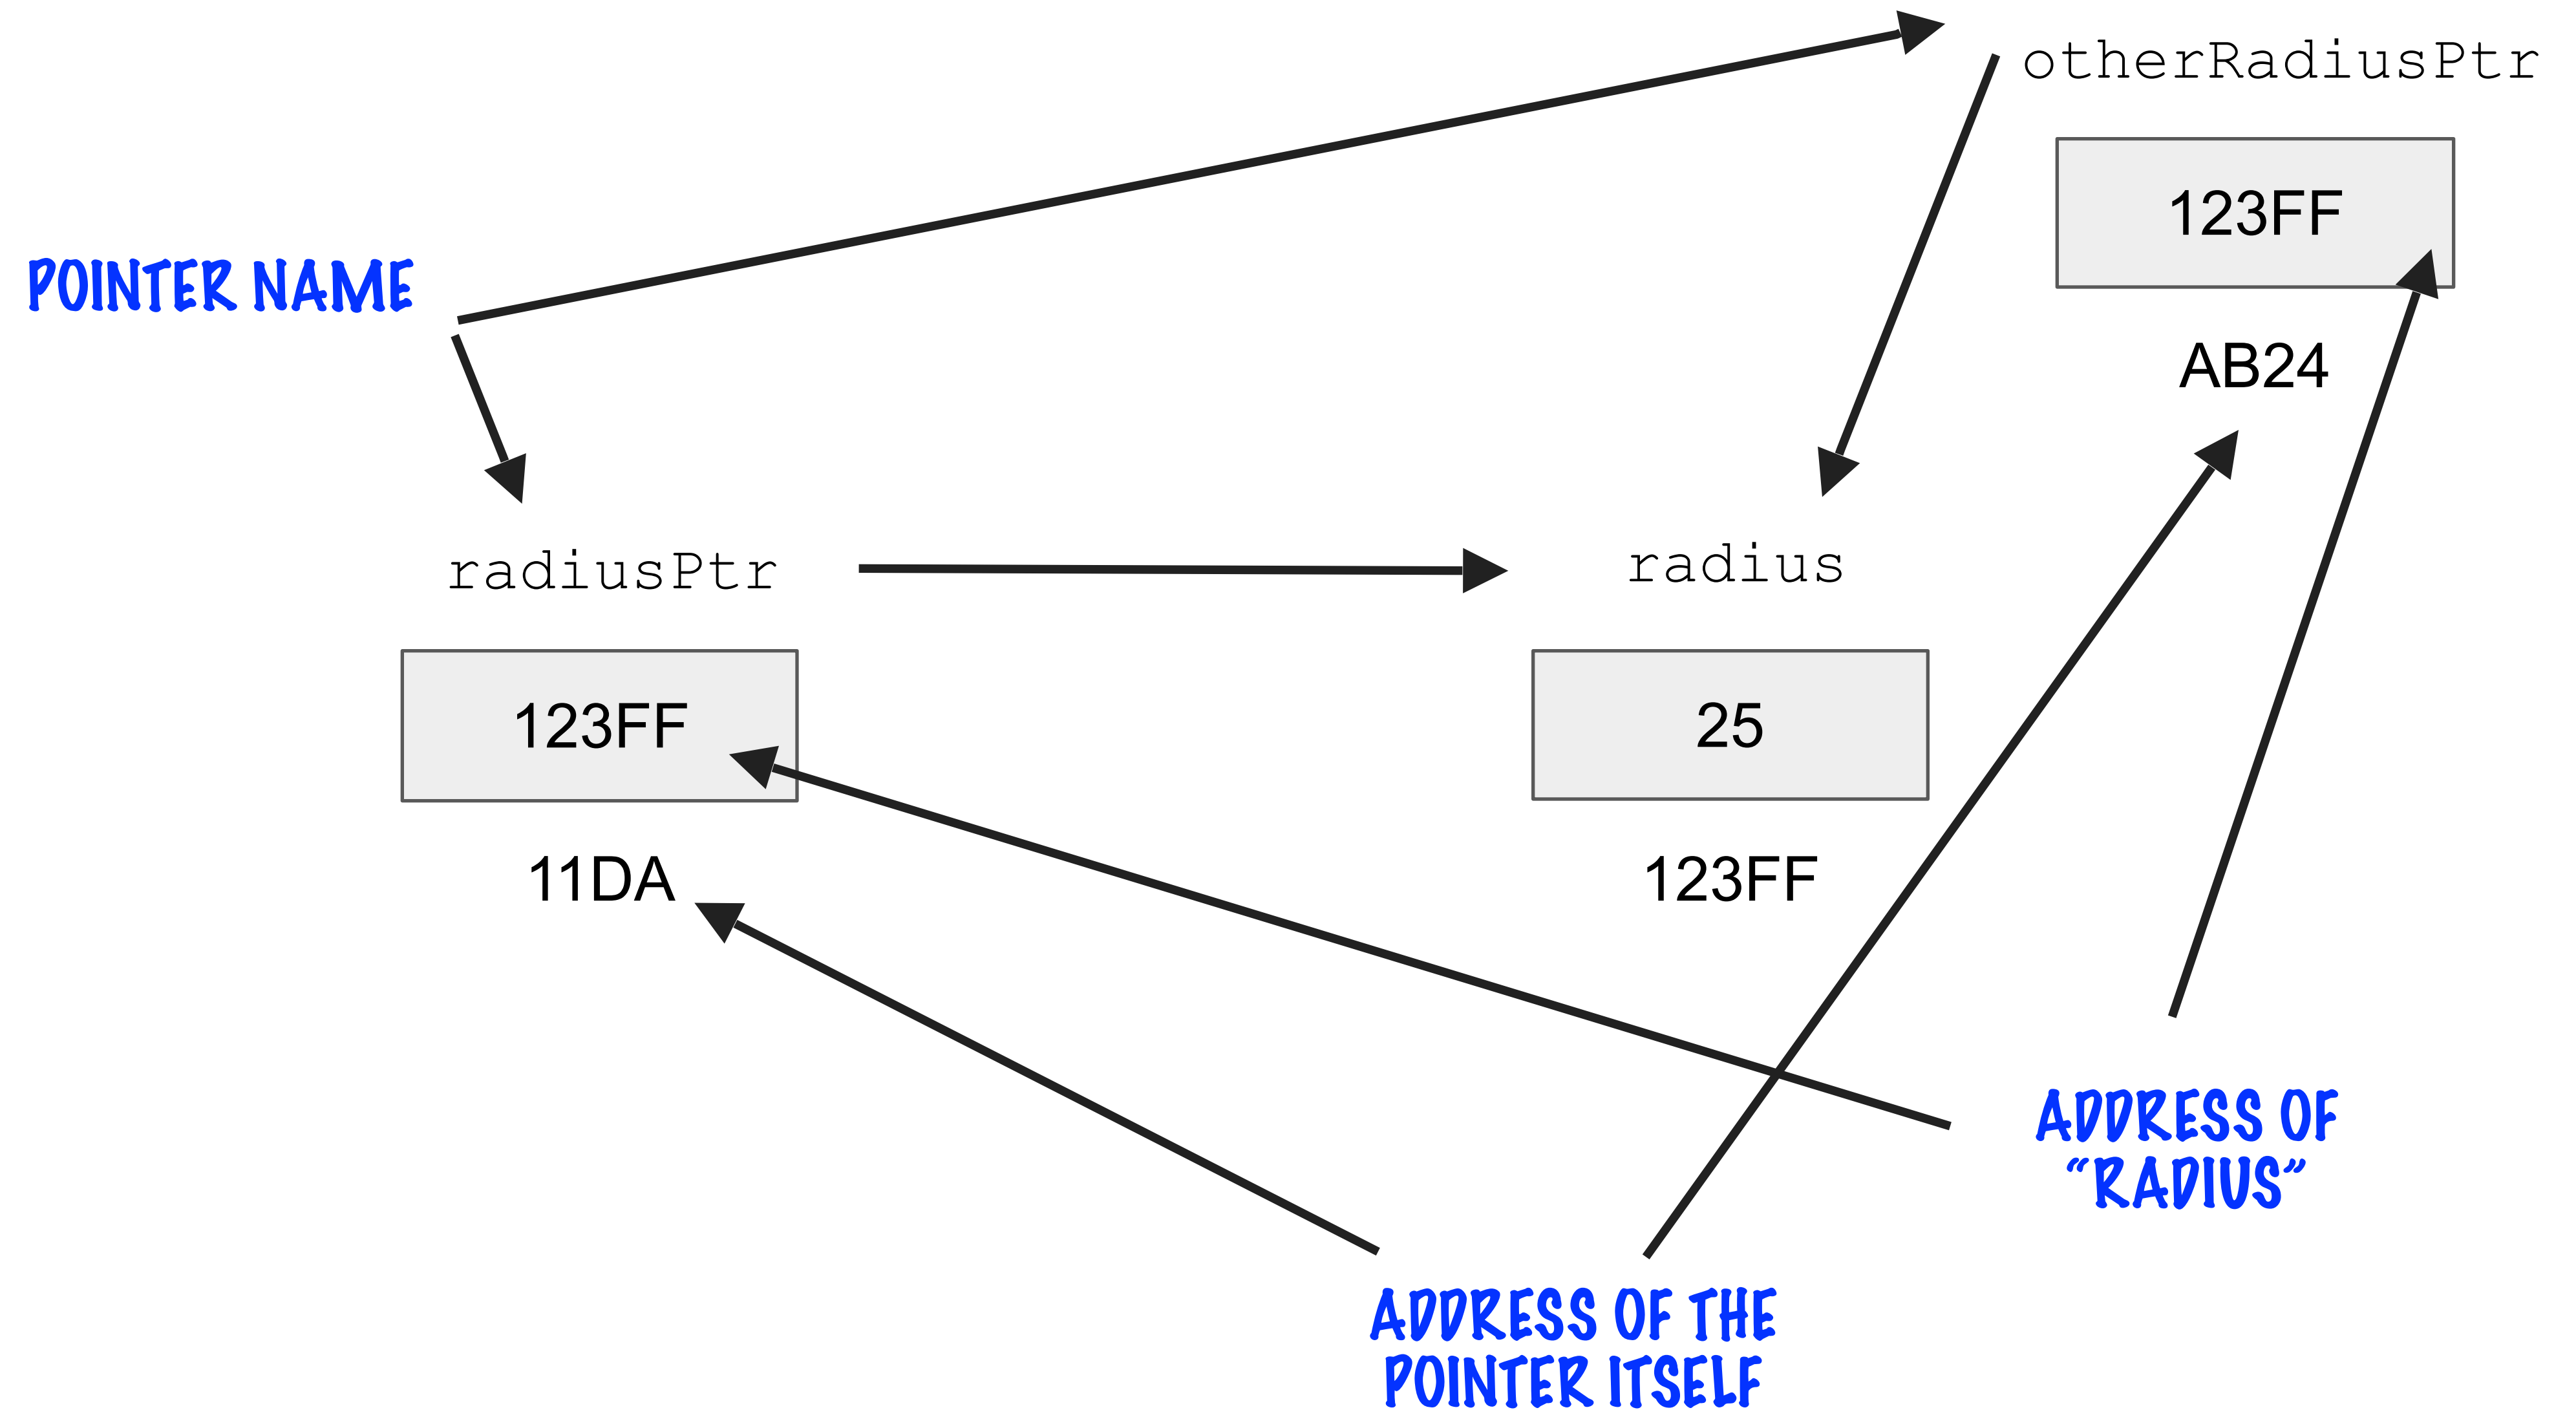 otherRadiusPtr
123FF
AB24
POINTER NAME
radiusPtr
123FF
11DA
radius
25
123FF
ADDRESS OF
“RADIUS”
ADDRESS OF THE
POINTER ITSELF